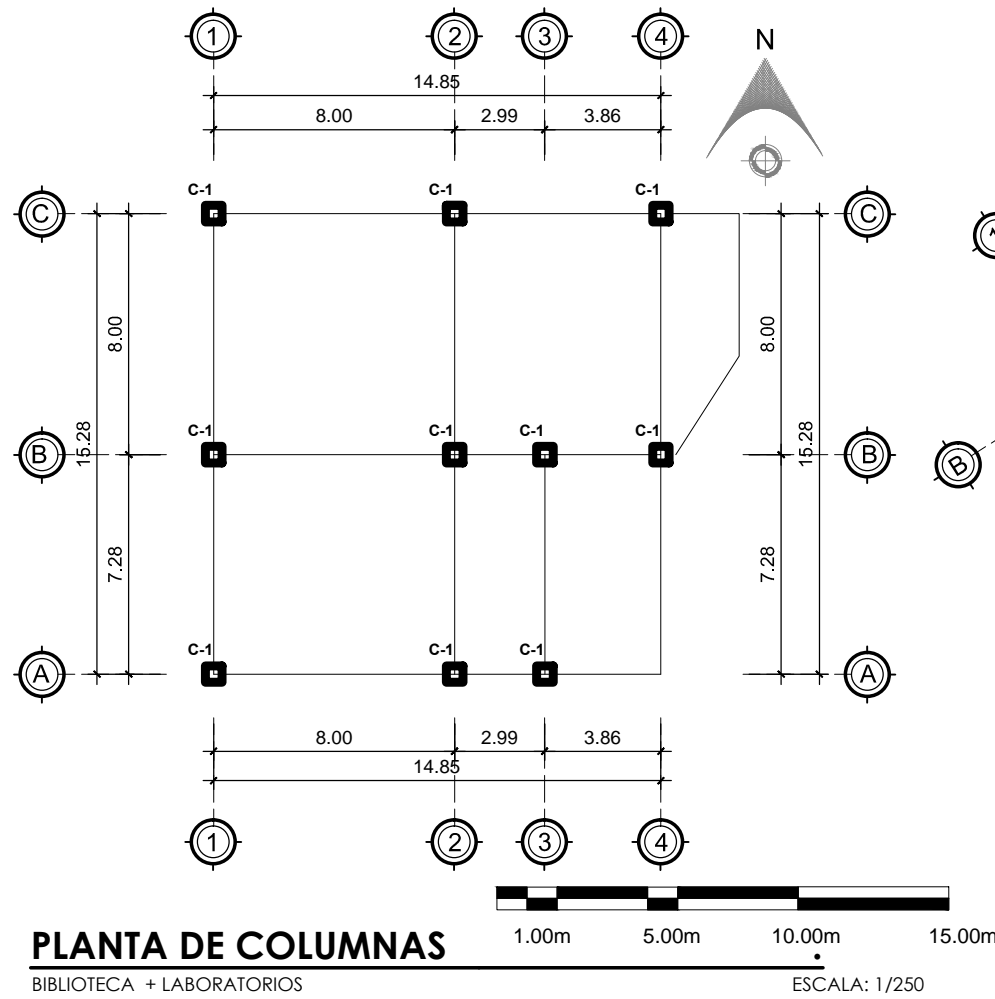 1 2 3 4
N
14.85
8.00 2.99 3.86
C-1 C-1 C-1
C C
8.00 8.00
15.28 15.28
C-1 C-1 C-1 C-1
B B B
7.28 7.28
C-1 C-1 C-1
A A
8.00 2.99 3.86
14.85
1 2 3 4
1.00m 5.00m 10.00m 15.00m
PLANTA DE COLUMNAS
BIBLIOTECA + LABORATORIOS ESCALA: 1/250